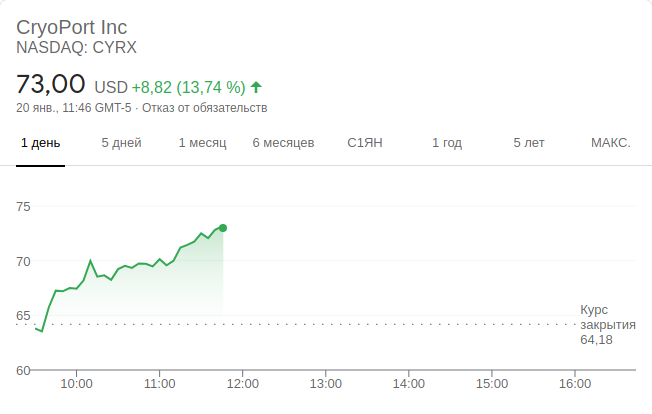 CryoPort Inc
NASDAQ: CYRX
73,00 USD +8,82 (13,74 %)
20 янв., 11:46 GMT-5 · Отказ от обязательств
1 день 5 дней 1 месяц 6 месяцев С1ЯН 1 год 5 лет МАКС.
75
70
65
60
Курс
закрытия
64,18
10:00 11:00 12:00 13:00 14:00 15:00 16:00